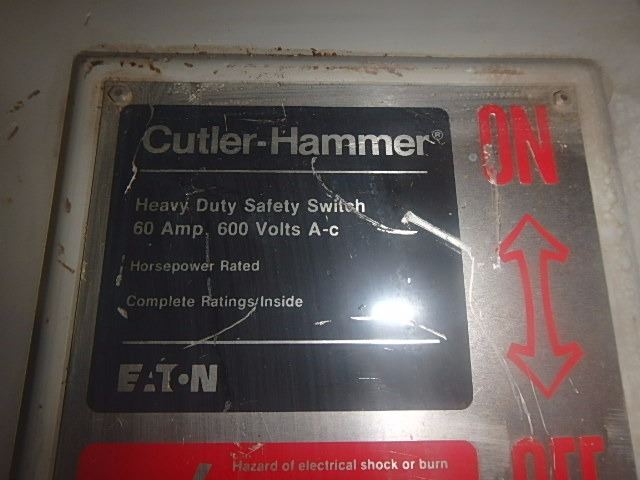 Cutler-Hammer®
ON
Heavy Duty Safety Switch
60 Amp. 600 Volts A-c
Horsepower Rated
Complete Ratings Inside
EATON
OFF
Hazard of electrical shock or burn